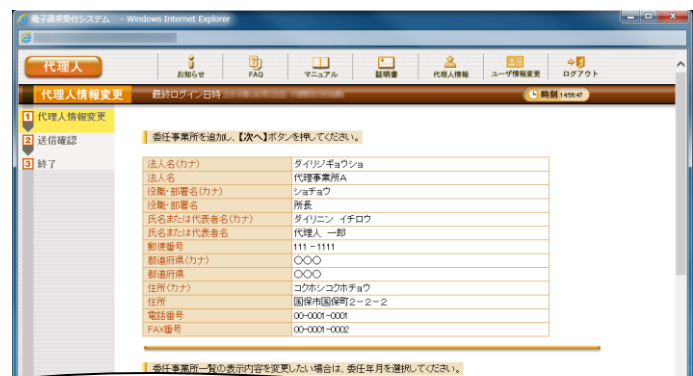 電子請求受付システム - Windows Internet Explorer
代理人
お知らせ
FAQ
マニュアル
証明書
代理人情報
ユーザ情報変更
ログアウト
代理人情報変更 最終ログイン日時
時刻 14:56:47
1 代理人情報変更
2 送信確認
3 終了
委任事業所を追加し、【次へ】ボタンを押してください。
法人名(カナ) ダイリジギョウショ
法人名 代理事業所A
役職・部署名(カナ) ショチョウ
役職・部署名 所長
氏名または代表者名(カナ) ダイリニン イチロウ
氏名または代表者名 代理人 一郎
郵便番号 111-1111
都道府県(カナ) 〇〇〇
都道府県 〇〇〇
住所(カナ) コクホシコクホチョウ
住所 国保市国保町2-2-2
電話番号 00-0001-0001
FAX番号 00-0001-0002
委任事業所一覧の表示内容を変更したい場合は、委任年月を選択してください。